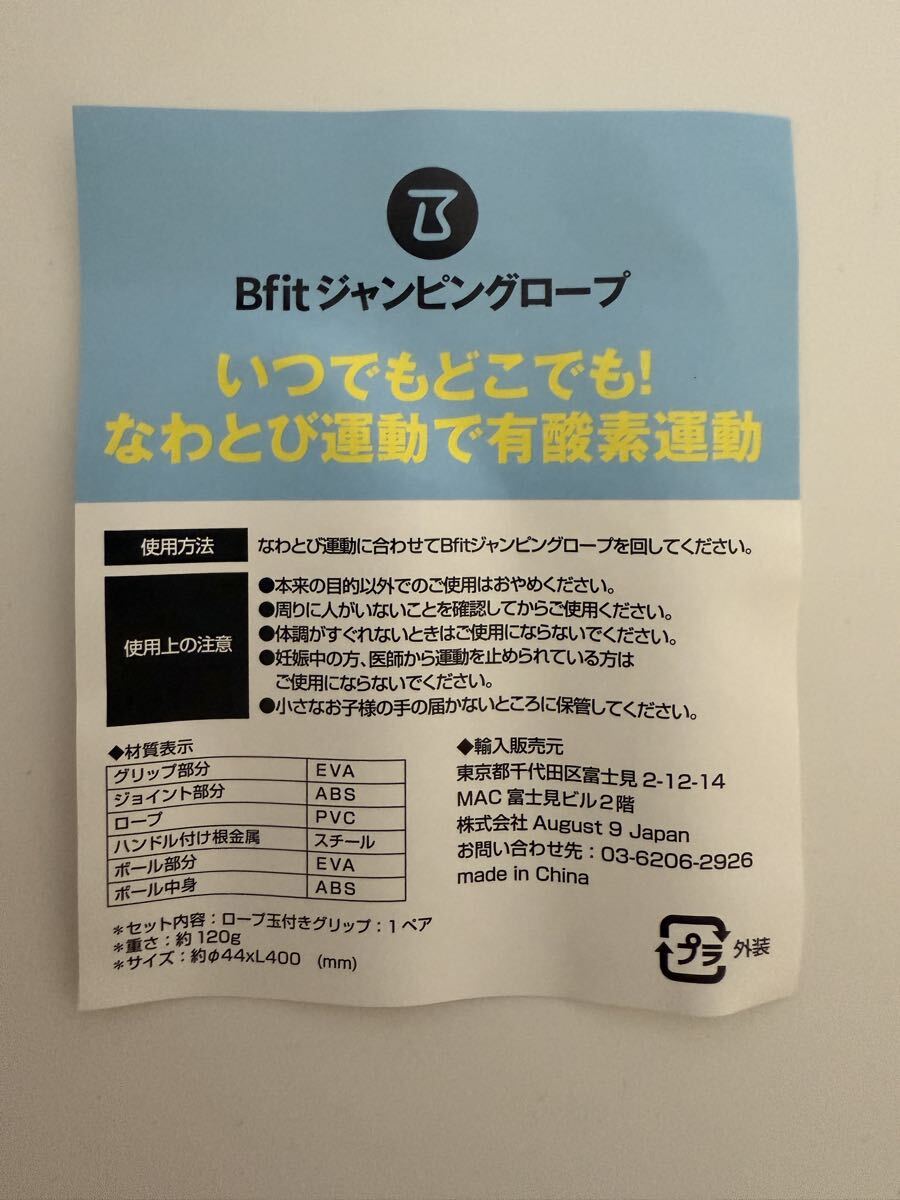 B
Bfitジャンピングロープ
いつでもどこでも!
なわとび運動で有酸素運動
使用方法
なわとび運動に合わせてBfitジャンピングロープを回してください。
使用上の注意
●本来の目的以外でのご使用はおやめください。
●周りに人がいないことを確認してからご使用ください。
●体調がすぐれないときはご使用にならないでください。
●妊娠中の方、医師から運動を止められている方は
ご使用にならないでください。
●小さなお子様の手の届かないところに保管してください。
◆材質表示
グリップ部分 EVA
ジョイント部分 ABS
ロープ PVC
ハンドル付け根金属 スチール
ボール部分 EVA
ボール中身 ABS
*セット内容:ロープ玉付きグリップ:1ペア
*重さ:約120g
*サイズ:約φ44xL400 (mm)
◆輸入販売元
東京都千代田区富士見 2-12-14
MAC 富士見ビル2階
株式会社 August 9 Japan
お問い合わせ先:03-6206-2926
made in China
プラ 外装